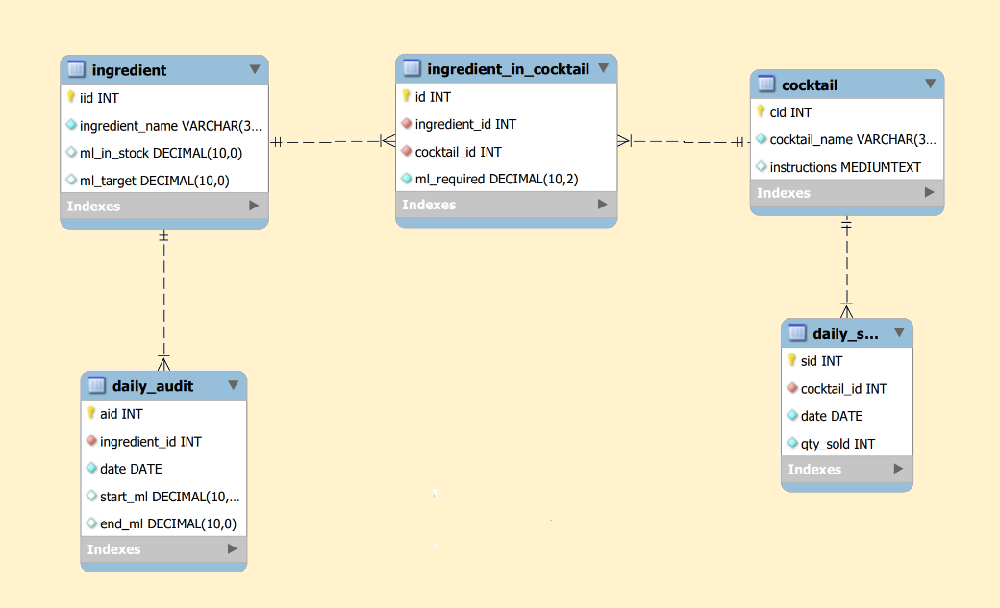 ingredient
iid INT
ingredient_name VARCHAR(3...
ml_in_stock DECIMAL(10,0)
ml_target DECIMAL(10,0)
Indexes
ingredient_in_cocktail
id INT
ingredient_id INT
cocktail_id INT
ml_required DECIMAL(10,2)
Indexes
cocktail
cid INT
cocktail_name VARCHAR(3...
instructions MEDIUMTEXT
Indexes
daily_audit
aid INT
ingredient_id INT
date DATE
start_ml DECIMAL(10,...
end_ml DECIMAL(10,0)
Indexes
daily_s...
sid INT
cocktail_id INT
date DATE
qty_sold INT
Indexes